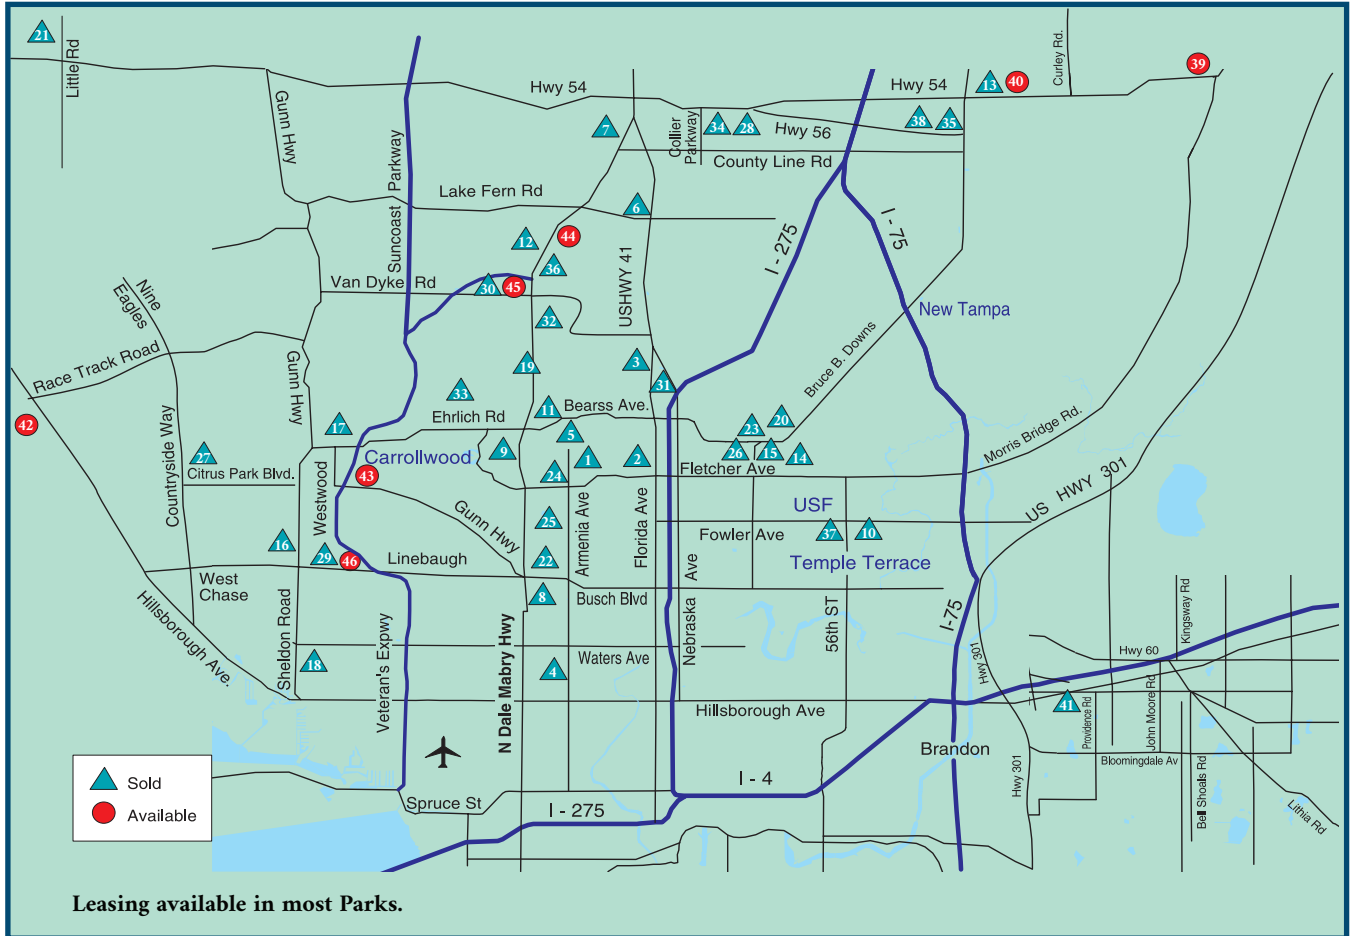 21
Little Rd
Gunn Hwy
Suncoast Parkway
Hwy 54
7
Collier
Parkway
34
28
Hwy 56
Hwy 54
38
35
13
40
Curley Rd.
39
County Line Rd
Lake Fern Rd
6
12
44
36
USHWY 41
I - 275
I - 75
Van Dyke Rd
30
45
32
New Tampa
Nine
Eagles
Race Track Road
Gunn Hwy
19
3
31
Bruce B. Downs
33
42
Countryside Way
17
Ehrlich Rd
11
Bearss Ave.
5
23
20
27
Citrus Park Blvd.
Westwood
Carrollwood
43
9
24
1
2
Fletcher Ave
26
15
14
Morris Bridge Rd.
US HWY 301
Gunn Hwy
25
Armenia Ave
Florida Ave
USF
Fowler Ave
37
10
16
29
46
Linebaugh
22
Ave
Temple Terrace
West
Chase
8
Busch Blvd
Hillsborough Ave.
Sheldon Road
Veteran's Expwy
N Dale Mabry Hwy
Nebraska
56th ST
I-75
Hwy 301
Kingsway Rd
Hwy 60
18
4
Waters Ave
Hillsborough Ave
41
Providence Rd
John Moore Rd
Brandon
Bloomingdale Av
Hwy 301
Bell Shoals Rd
Lithia Rd
Sold
Available
Spruce St
I - 275
I - 4
Leasing available in most Parks.